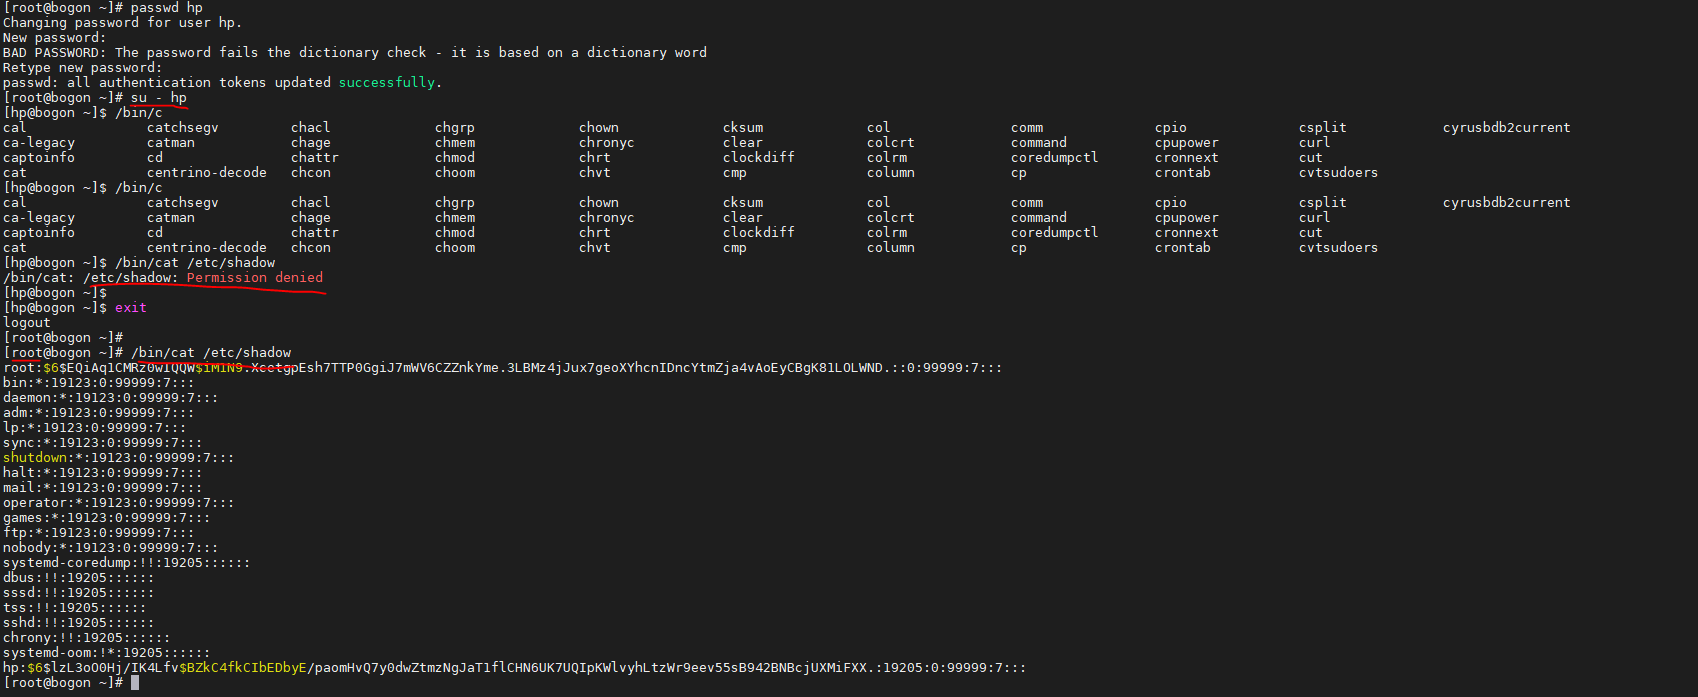 [root@bogon ~]# passwd hp
Changing password for user hp.
New password:
BAD PASSWORD: The password fails the dictionary check - it is based on a dictionary word
Retype new password:
passwd: all authentication tokens updated successfully.
[root@bogon ~]# su - hp
[hp@bogon ~]$ /bin/c
cal catchsegv chacl chgrp chown cksum col comm cpio csplit cyrusbdb2current
ca-legacy catman chage chmem chronyc clear colcrt command cpupower curl
captoinfo cd chattr chmod chrt clockdiff colrm coredumpctl cronnext cut
cat centrino-decode chcon choom chvt cmp column cp crontab cvtsudoers
[hp@bogon ~]$ /bin/c
cal catchsegv chacl chgrp chown cksum col comm cpio csplit cyrusbdb2current
ca-legacy catman chage chmem chronyc clear colcrt command cpupower curl
captoinfo cd chattr chmod chrt clockdiff colrm coredumpctl cronnext cut
cat centrino-decode chcon choom chvt cmp column cp crontab cvtsudoers
[hp@bogon ~]$ /bin/cat /etc/shadow
/bin/cat: /etc/shadow: Permission denied
[hp@bogon ~]$
[hp@bogon ~]$ exit
logout
[root@bogon ~]#
[root@bogon ~]# /bin/cat /etc/shadow
bin:*:19123:0:99999:7:::
daemon:*:19123:0:99999:7:::
adm:*:19123:0:99999:7:::
lp:*:19123:0:99999:7:::
sync:*:19123:0:99999:7:::
shutdown:*:19123:0:99999:7:::
halt:*:19123:0:99999:7:::
mail:*:19123:0:99999:7:::
operator:*:19123:0:99999:7:::
games:*:19123:0:99999:7:::
ftp:*:19123:0:99999:7:::
nobody:*:19123:0:99999:7:::
systemd-coredump:!!:19205::::::
dbus:!!:19205::::::
sssd:!!:19205::::::
tss:!!:19205::::::
sshd:!!:19205::::::
chrony:!!:19205::::::
systemd-oom:!*:19205::::::
hp:$6$lzL3oO0Hj/IK4Lfv$BZkC4fkCIbEDbyE/paomHvQ7y0dwZtmzNgJaT1flCHN6UK7UQIpKWlvyhLtzWr9eev55sB942BNBcjUXMiFXX.:19205:0:99999:7:::
[root@bogon ~]#